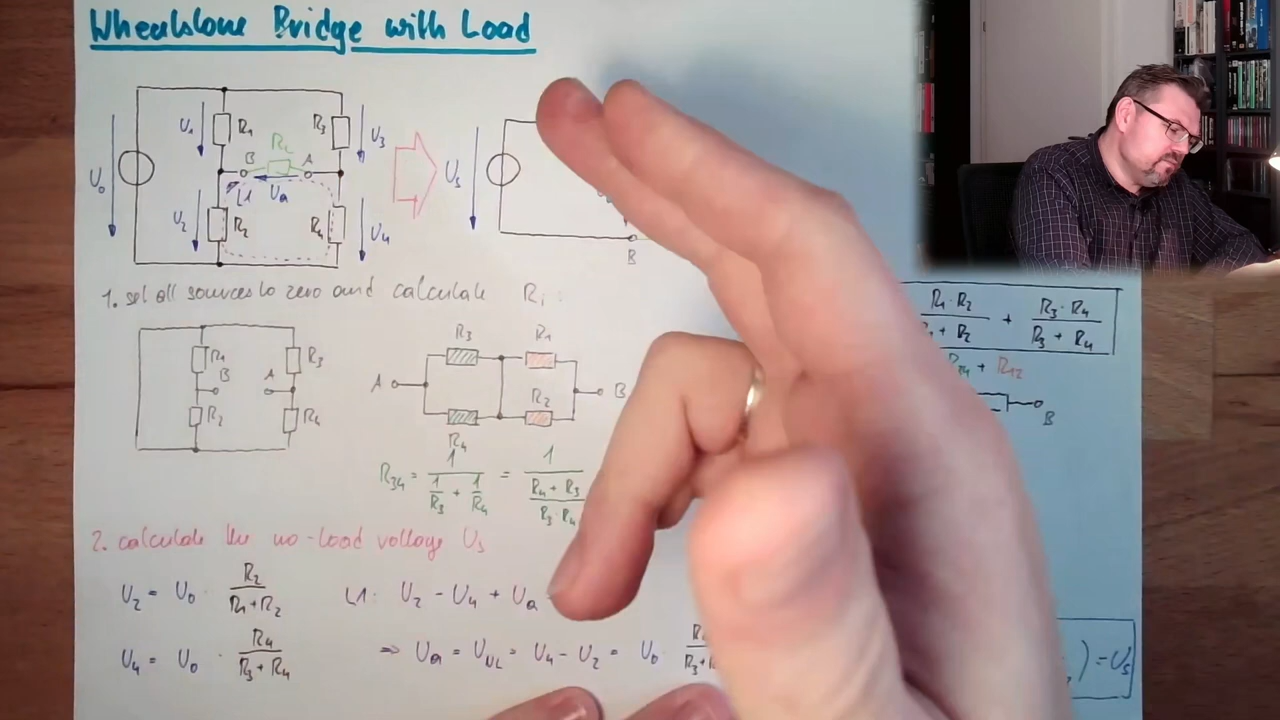 Wheatstone Bridge with Load
U₁ R₁ R₃ U₃
B R_L A
U₀ L1 Uₐ
U₂ R₂ R₄ U₄
Uₛ
B
1. set all sources to zero and calculate Rᵢ :
R₁ B A R₃
R₂ R₄
R₃ R₁
A B
R₄ R₂
R₃₄ = 1 / (1/R₃ + 1/R₄) = 1 / ((R₄ + R₃) / (R₃ · R₄
R₁ · R₂ / + R₂ + R₃ · R₄ / R₃ + R₄
+ R₁₂
B
2. calculate the no-load voltage Uₛ
U₂ = U₀ · R₂ / (R₁ + R₂) L1: U₂ - U₄ + Uₐ
U₄ = U₀ · R₄ / (R₃ + R₄) ⇒ Uₐ = U_NL = U₄ - U₂ = U₀ ) = Uₛ